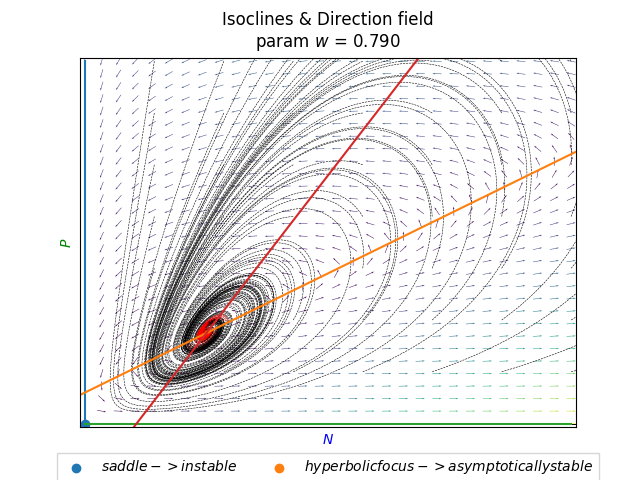 Isoclines & Direction field
param w = 0.790
P
N
saddle−>instable
hyperbolicfocus−>asymptoticallystable